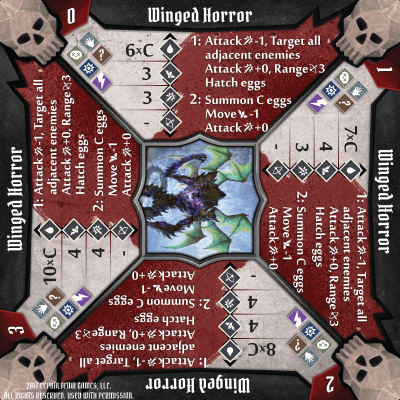 0
Winged Horror
6×C
3
3
-
1: Attack -1, Target all
adjacent enemies
Attack +0, Range 3
Hatch eggs
2: Summon C eggs
Move -1
Attack +0
1
Winged Horror
7×C
4
3
-
1: Attack -1, Target all
adjacent enemies
Attack +0, Range 3
Hatch eggs
2: Summon C eggs
Move -1
Attack +0
2
Winged Horror
8×C
4
4
-
1: Attack -1, Target all
adjacent enemies
Attack +0, Range 3
Hatch eggs
2: Summon C eggs
Move -1
Attack +0
3
Winged Horror
10×C
4
4
-
1: Attack -1, Target all
adjacent enemies
Attack +0, Range 3
Hatch eggs
2: Summon C eggs
Move -1
Attack +0
2017 CEPHALOFAIR GAMES, LLC.
ALL RIGHTS RESERVED. USED WITH PERMISSION.